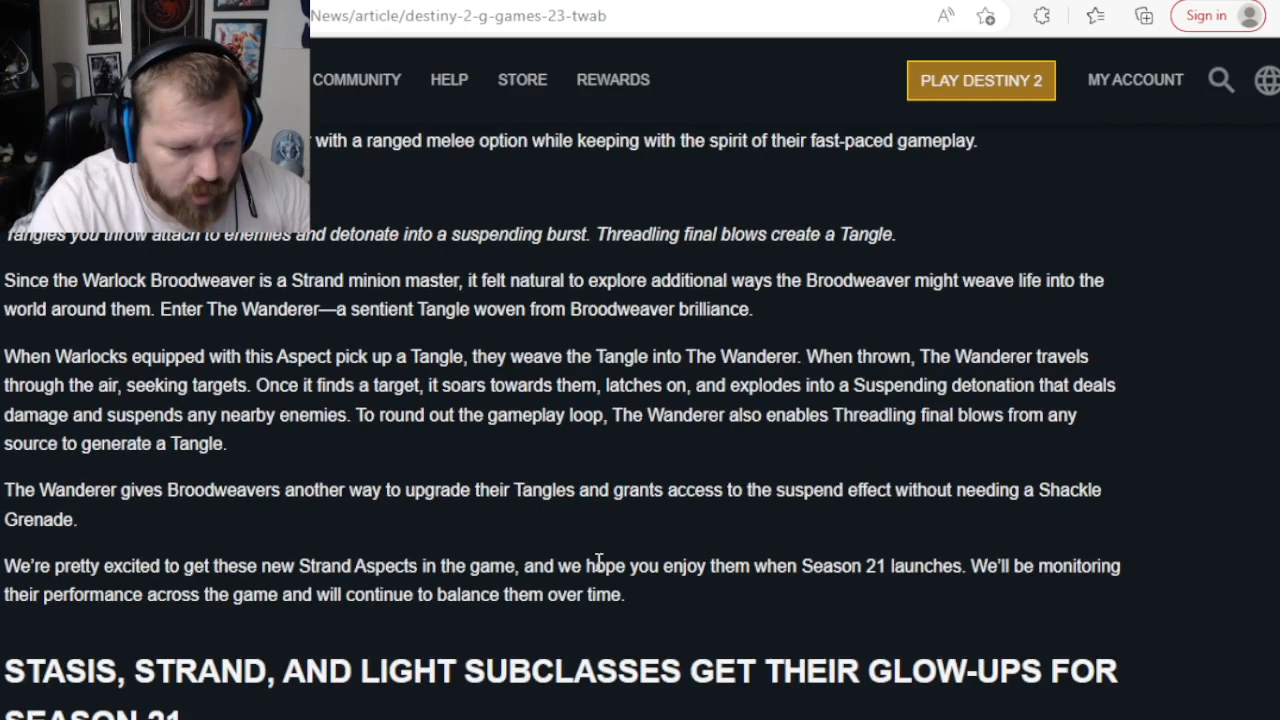 News/article/destiny-2-g-games-23-twab
Sign in
COMMUNITY HELP STORE REWARDS PLAY DESTINY 2 MY ACCOUNT
with a ranged melee option while keeping with the spirit of their fast-paced gameplay.
Tangles you throw attach to enemies and detonate into a suspending burst. Threadling final blows create a Tangle.
Since the Warlock Broodweaver is a Strand minion master, it felt natural to explore additional ways the Broodweaver might weave life into the
world around them. Enter The Wanderer—a sentient Tangle woven from Broodweaver brilliance.
When Warlocks equipped with this Aspect pick up a Tangle, they weave the Tangle into The Wanderer. When thrown, The Wanderer travels
through the air, seeking targets. Once it finds a target, it soars towards them, latches on, and explodes into a Suspending detonation that deals
damage and suspends any nearby enemies. To round out the gameplay loop, The Wanderer also enables Threadling final blows from any
source to generate a Tangle.
The Wanderer gives Broodweavers another way to upgrade their Tangles and grants access to the suspend effect without needing a Shackle
Grenade.
We’re pretty excited to get these new Strand Aspects in the game, and we hope you enjoy them when Season 21 launches. We’ll be monitoring
their performance across the game and will continue to balance them over time.
STASIS, STRAND, AND LIGHT SUBCLASSES GET THEIR GLOW-UPS FOR
SEASON 21